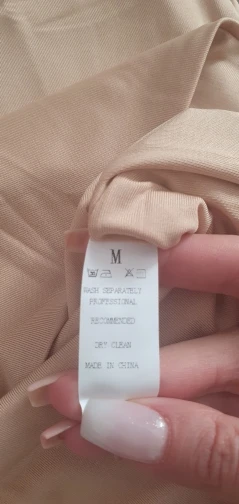 M
WASH SEPARATELY
PROFESSIONAL
RECOMMENDED
DRY CLEAN
MADE IN CHINA